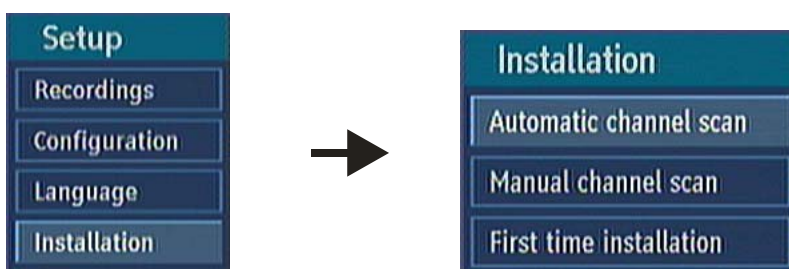 Setup
Recordings
Configuration
Language
Installation
Installation
Automatic channel scan
Manual channel scan
First time installation